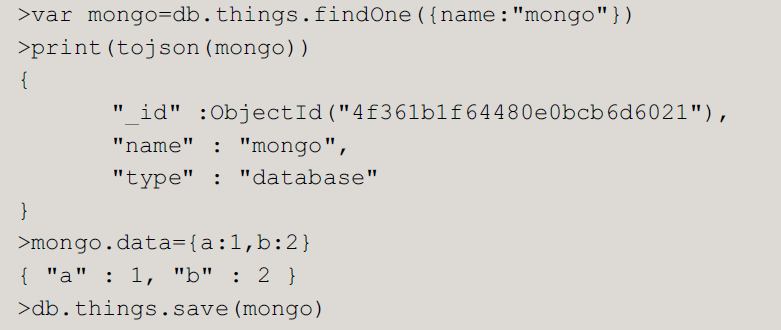 >var mongo=db.things.findOne({name:"mongo"})
>print(tojson(mongo))
{
"_id" :ObjectId("4f361b1f64480e0bcb6d6021"),
"name" : "mongo",
"type" : "database"
}
>mongo.data={a:1,b:2}
{ "a" : 1, "b" : 2 }
>db.things.save(mongo)